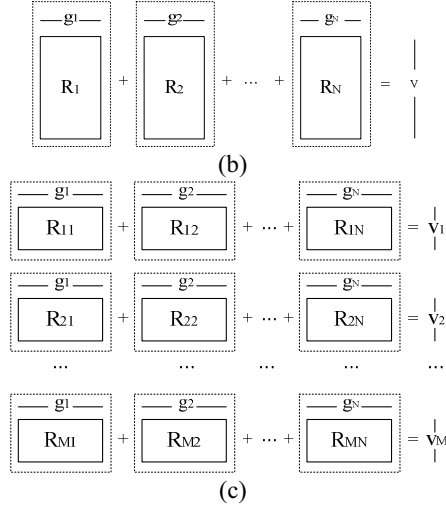 g1 g2 gN
R1 + R2 + ... + RN = v
(b)
g1 g2 gN
R11 + R12 + ... + R1N = v1
g1 g2 gN
R21 + R22 + ... + R2N = v2
... ... ... ... ...
g1 g2 gN
RM1 + RM2 + ... + RMN = vM
(c)